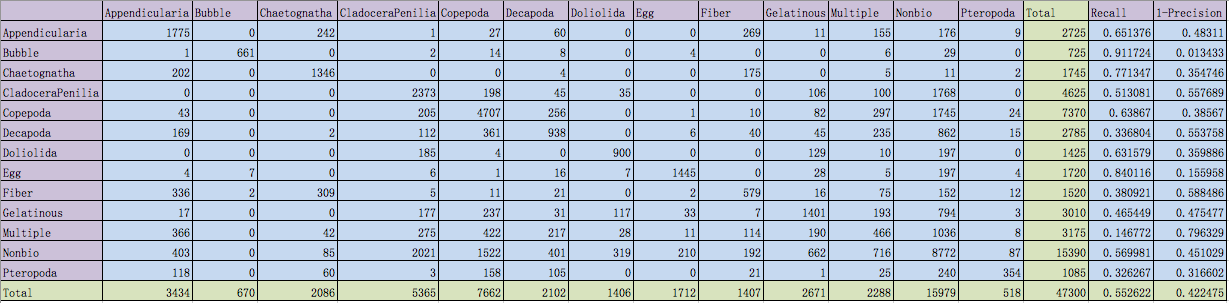 Appendicularia Bubble Chaetognatha CladoceraPenilia Copepoda Decapoda Doliolida Egg Fiber Gelatinous Multiple Nonbio Pteropoda Total Recall 1-Precision
Appendicularia 1775 0 242 1 27 60 0 0 269 11 155 176 9 2725 0.651376 0.48311
Bubble 1 661 0 2 14 8 0 4 0 0 6 29 0 725 0.911724 0.013433
Chaetognatha 202 0 1346 0 0 4 0 0 175 0 5 11 2 1745 0.771347 0.354746
CladoceraPenilia 0 0 0 2373 198 45 35 0 0 106 100 1768 0 4625 0.513081 0.557689
Copepoda 43 0 0 205 4707 256 0 1 10 82 297 1745 24 7370 0.63867 0.38567
Decapoda 169 0 2 112 361 938 0 6 40 45 235 862 15 2785 0.336804 0.553758
Doliolida 0 0 0 185 4 0 900 0 0 129 10 197 0 1425 0.631579 0.359886
Egg 4 7 0 6 1 16 7 1445 0 28 5 197 4 1720 0.840116 0.155958
Fiber 336 2 309 5 11 21 0 2 579 16 75 152 12 1520 0.380921 0.588486
Gelatinous 17 0 0 177 237 31 117 33 7 1401 193 794 3 3010 0.465449 0.475477
Multiple 366 0 42 275 422 217 28 11 114 190 466 1036 8 3175 0.146772 0.796329
Nonbio 403 0 85 2021 1522 401 319 210 192 662 716 8772 87 15390 0.569981 0.451029
Pteropoda 118 0 60 3 158 105 0 0 21 1 25 240 354 1085 0.326267 0.316602
Total 3434 670 2086 5365 7662 2102 1406 1712 1407 2671 2288 15979 518 47300 0.552622 0.422475